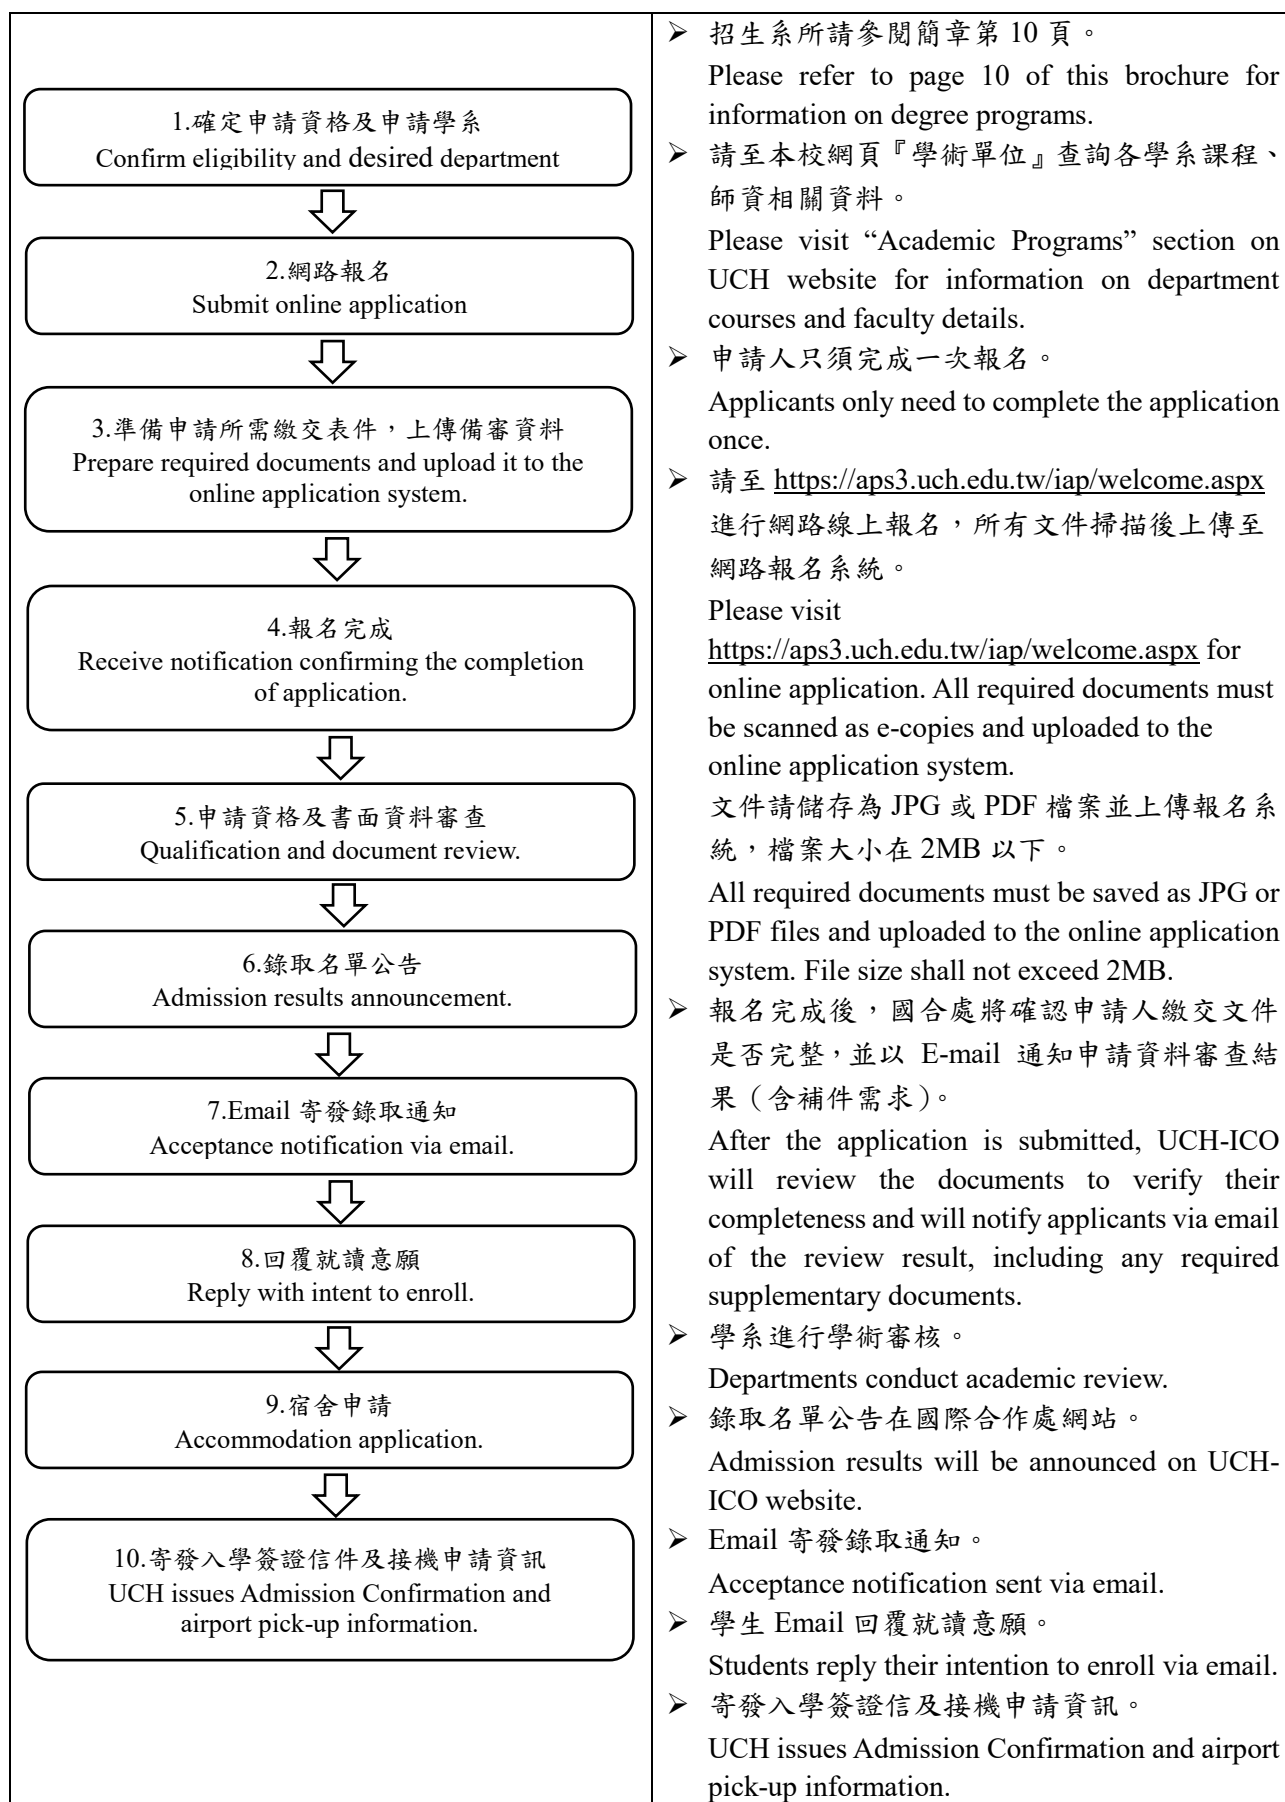 1.確定申請資格及申請學系
Confirm eligibility and desired department
2.網路報名
Submit online application
3.準備申請所需繳交表件，上傳備審資料
Prepare required documents and upload it to the
online application system.
4.報名完成
Receive notification confirming the completion
of application.
5.申請資格及書面資料審查
Qualification and document review.
6.錄取名單公告
Admission results announcement.
7.Email 寄發錄取通知
Acceptance notification via email.
8.回覆就讀意願
Reply with intent to enroll.
9.宿舍申請
Accommodation application.
10.寄發入學簽證信件及接機申請資訊
UCH issues Admission Confirmation and
airport pick-up information.
➢ 招生系所請參閱簡章第 10 頁。
Please refer to page 10 of this brochure for
information on degree programs.
➢ 請至本校網頁『學術單位』查詢各學系課程、
師資相關資料。
Please visit “Academic Programs” section on
UCH website for information on department
courses and faculty details.
➢ 申請人只須完成一次報名。
Applicants only need to complete the application
once.
➢ 請至 https://aps3.uch.edu.tw/iap/welcome.aspx
進行網路線上報名，所有文件掃描後上傳至
網路報名系統。
Please visit
https://aps3.uch.edu.tw/iap/welcome.aspx for
online application. All required documents must
be scanned as e-copies and uploaded to the
online application system.
文件請儲存為 JPG 或 PDF 檔案並上傳報名系
統，檔案大小在 2MB 以下。
All required documents must be saved as JPG or
PDF files and uploaded to the online application
system. File size shall not exceed 2MB.
➢ 報名完成後，國合處將確認申請人繳交文件
是否完整，並以 E-mail 通知申請資料審查結
果（含補件需求）。
After the application is submitted, UCH-ICO
will review the documents to verify their
completeness and will notify applicants via email
of the review result, including any required
supplementary documents.
➢ 學系進行學術審核。
Departments conduct academic review.
➢ 錄取名單公告在國際合作處網站。
Admission results will be announced on UCH-
ICO website.
➢ Email 寄發錄取通知。
Acceptance notification sent via email.
➢ 學生 Email 回覆就讀意願。
Students reply their intention to enroll via email.
➢ 寄發入學簽證信及接機申請資訊。
UCH issues Admission Confirmation and airport
pick-up information.